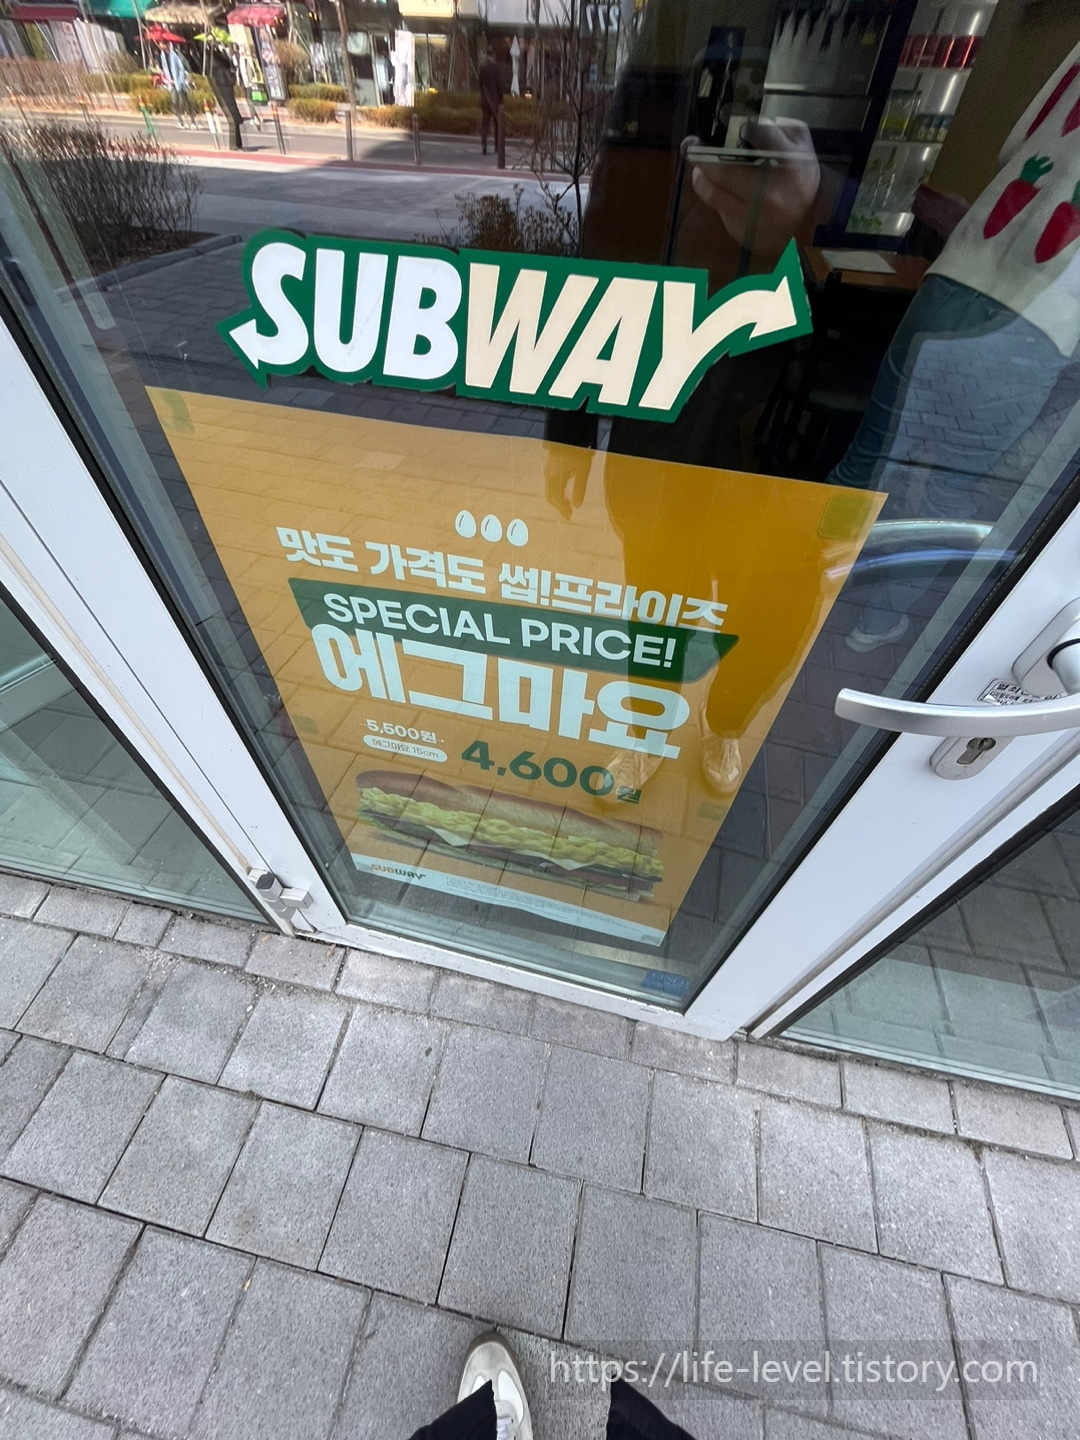 SUBWAY
맛도 가격도 썹!프라이즈
SPECIAL PRICE!
에그마요
5,500원
에그마요 15cm
4,600원
SUBWAY
https://life-level.tistory.com